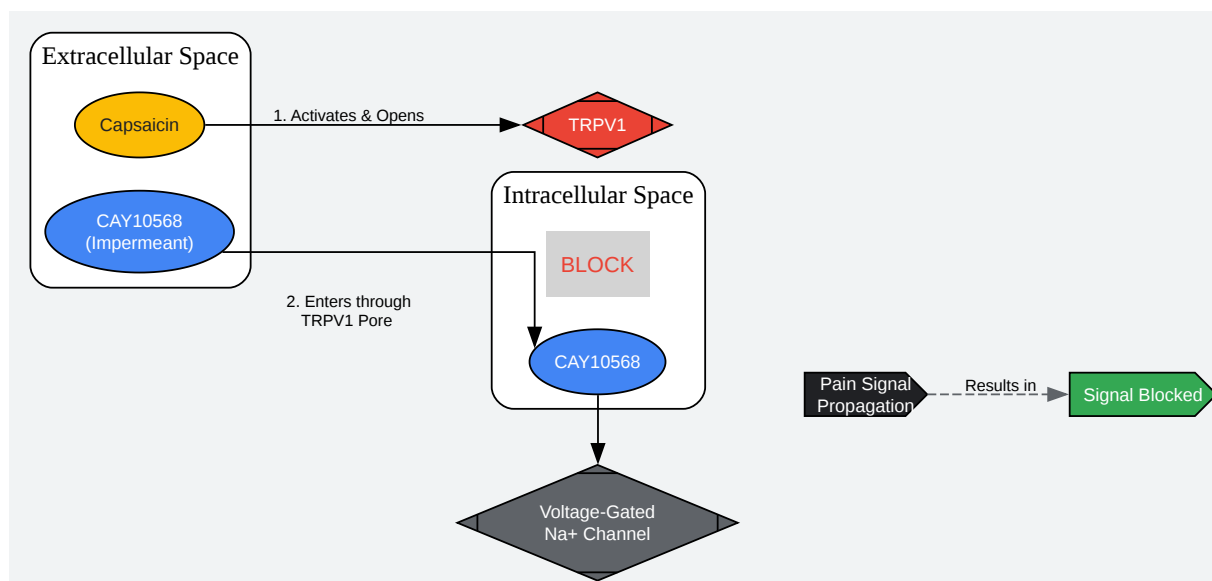 Extracellular Space
Capsaicin
1. Activates & Opens
TRPV1
CAY10568
(Impermeant)
2. Enters through
TRPV1 Pore
Intracellular Space
BLOCK
CAY10568
Voltage-Gated
Na+ Channel
Pain Signal
Propagation
Results in
Signal Blocked